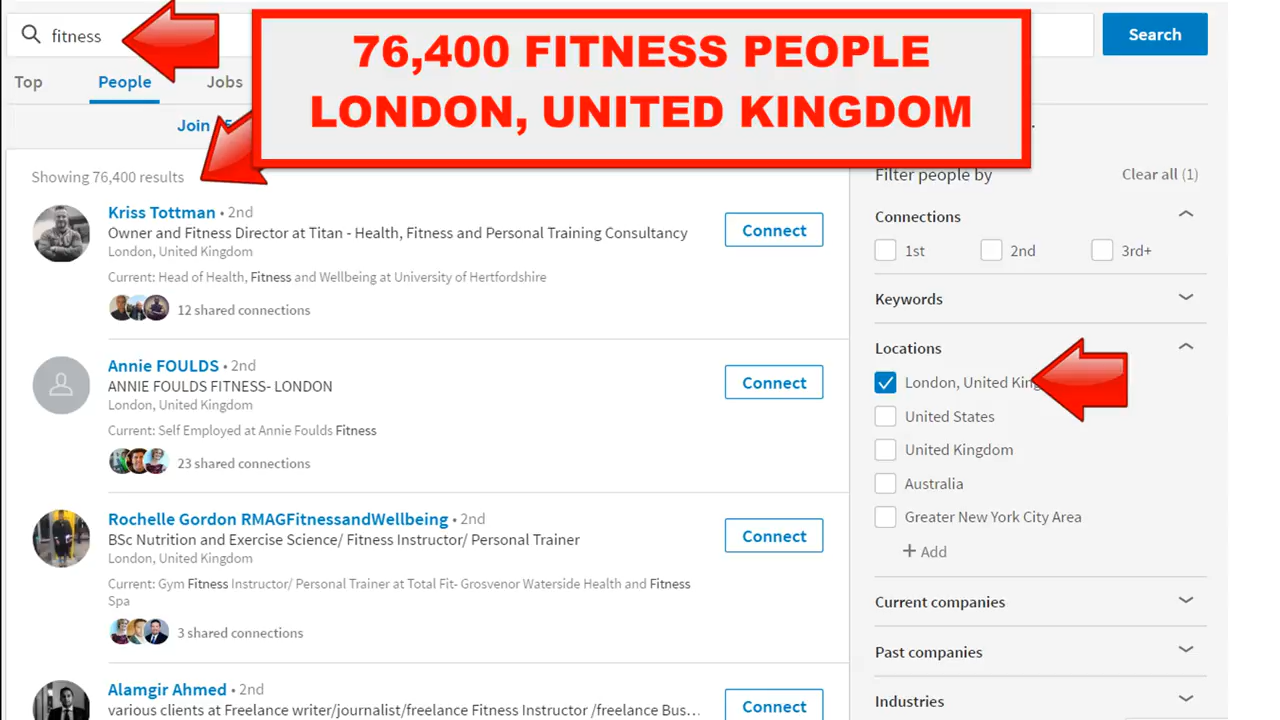 fitness
76,400 FITNESS PEOPLE
LONDON, UNITED KINGDOM
Search
Top
People
Jobs
Join
Showing 76,400 results
Kriss Tottman • 2nd
Owner and Fitness Director at Titan - Health, Fitness and Personal Training Consultancy
London, United Kingdom
Current: Head of Health, Fitness and Wellbeing at University of Hertfordshire
12 shared connections
Connect
Annie FOULDS • 2nd
ANNIE FOULDS FITNESS- LONDON
London, United Kingdom
Current: Self Employed at Annie Foulds Fitness
23 shared connections
Connect
Rochelle Gordon RMAGFitnessandWellbeing • 2nd
BSc Nutrition and Exercise Science/ Fitness Instructor/ Personal Trainer
London, United Kingdom
Current: Gym Fitness Instructor/ Personal Trainer at Total Fit- Grosvenor Waterside Health and Fitness
Spa
3 shared connections
Connect
Alamgir Ahmed • 2nd
various clients at Freelance writer/journalist/freelance Fitness Instructor /freelance Bus...
Connect
Filter people by
Clear all (1)
Connections
1st
2nd
3rd+
Keywords
Locations
London, United King
United States
United Kingdom
Australia
Greater New York City Area
+ Add
Current companies
Past companies
Industries